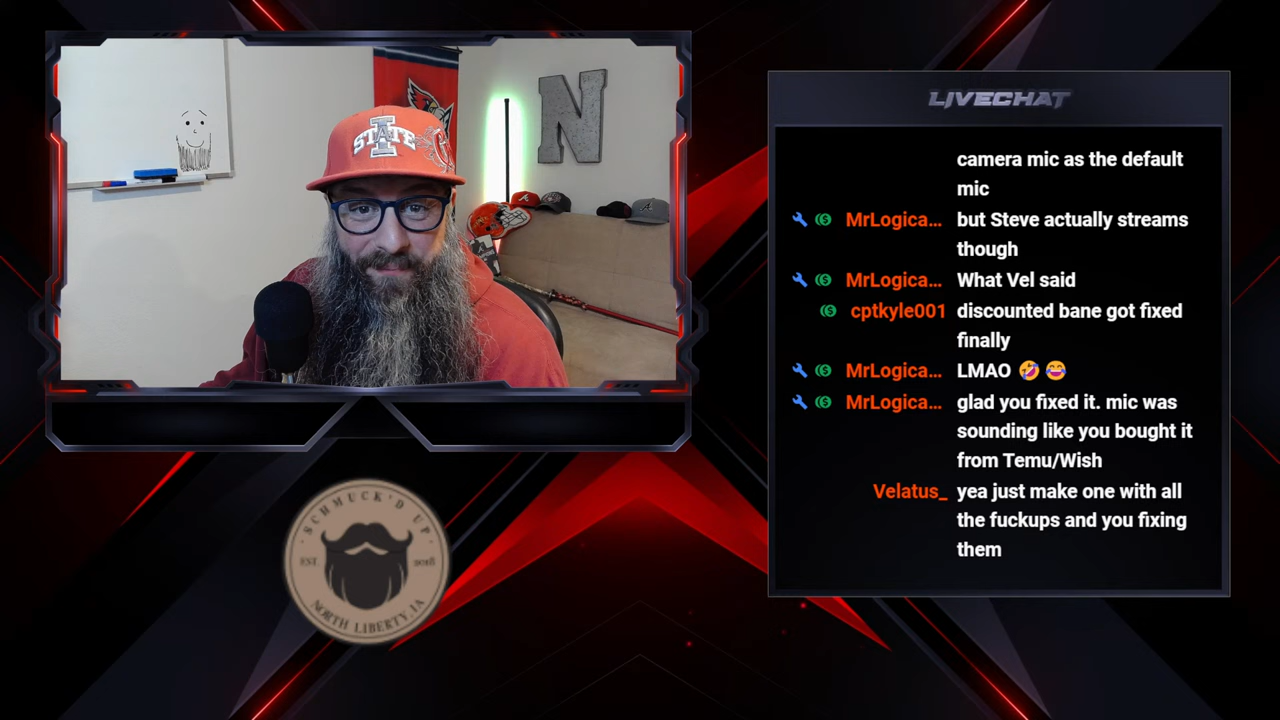 I
STATE
N
A
A
LIVECHAT
camera mic as the default
mic
MrLogica... but Steve actually streams
though
MrLogica... What Vel said
cptkyle001 discounted bane got fixed
finally
MrLogica... LMAO 🤣 😂
MrLogica... glad you fixed it. mic was
sounding like you bought it
from Temu/Wish
Velatus_ yea just make one with all
the fuckups and you fixing
them
SCHMUCK'D UP
EST. 2018
NORTH LIBERTY, IA